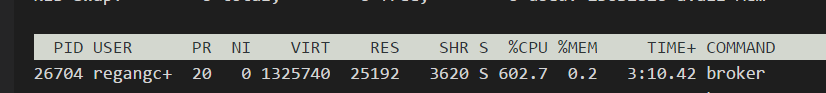 PID USER PR NI VIRT RES SHR S %CPU %MEM TIME+ COMMAND
26704 regangc+ 20 0 1325740 25192 3620 S 602.7 0.2 3:10.42 broker